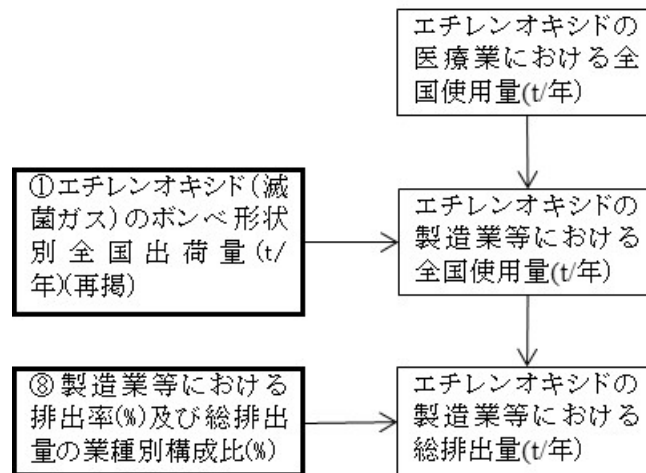 エチレンオキシドの
医療業における全
国使用量(t/年)
①エチレンオキシド(滅
菌ガス)のボンベ形状
別全国出荷量(t/
年)(再掲)
エチレンオキシドの
製造業等における
全国使用量(t/年)
⑧製造業等における
排出率(%)及び総排出
量の業種別構成比(%)
エチレンオキシドの
製造業等における
総排出量(t/年)